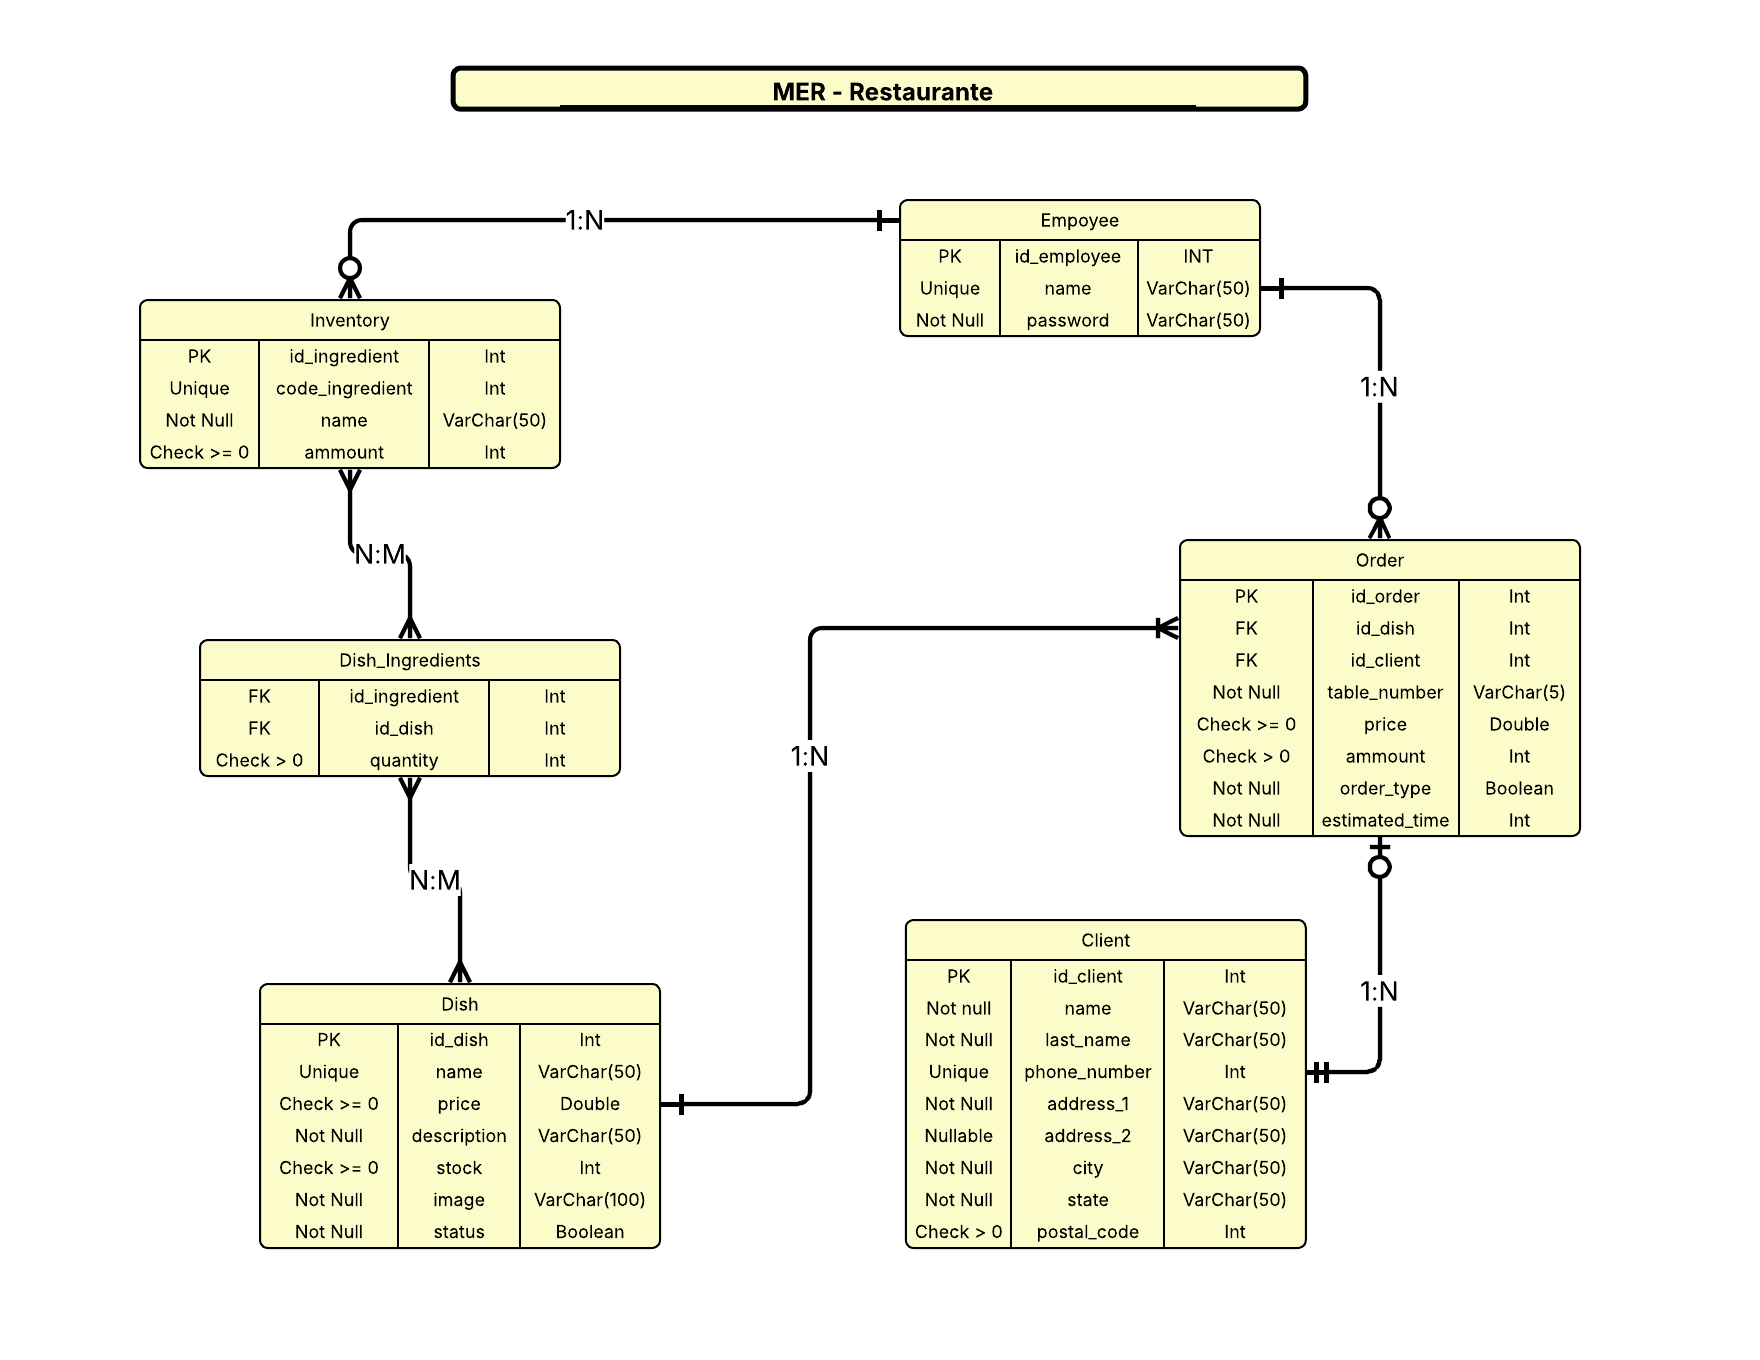 MER - Restaurante
1:N
Empoyee
PK id_employee INT
Unique name VarChar(50)
Not Null password VarChar(50)
Inventory
PK id_ingredient Int
Unique code_ingredient Int
Not Null name VarChar(50)
Check >= 0 ammount Int
1:N
N:M
Order
PK id_order Int
FK id_dish Int
FK id_client Int
Not Null table_number VarChar(5)
Check >= 0 price Double
Check > 0 ammount Int
Not Null order_type Boolean
Not Null estimated_time Int
Dish_Ingredients
FK id_ingredient Int
FK id_dish Int
Check > 0 quantity Int
1:N
N:M
Client
PK id_client Int
Not null name VarChar(50)
Not Null last_name VarChar(50)
Unique phone_number Int
Not Null address_1 VarChar(50)
Nullable address_2 VarChar(50)
Not Null city VarChar(50)
Not Null state VarChar(50)
Check > 0 postal_code Int
1:N
Dish
PK id_dish Int
Unique name VarChar(50)
Check >= 0 price Double
Not Null description VarChar(50)
Check >= 0 stock Int
Not Null image VarChar(100)
Not Null status Boolean